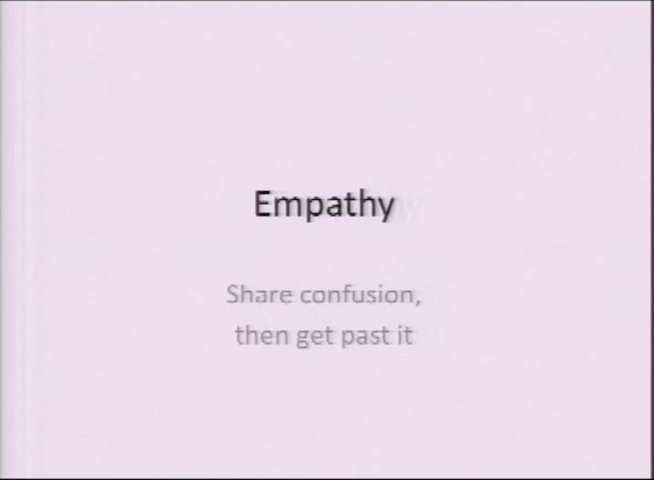 Empathy
Share confusion,
then get past it